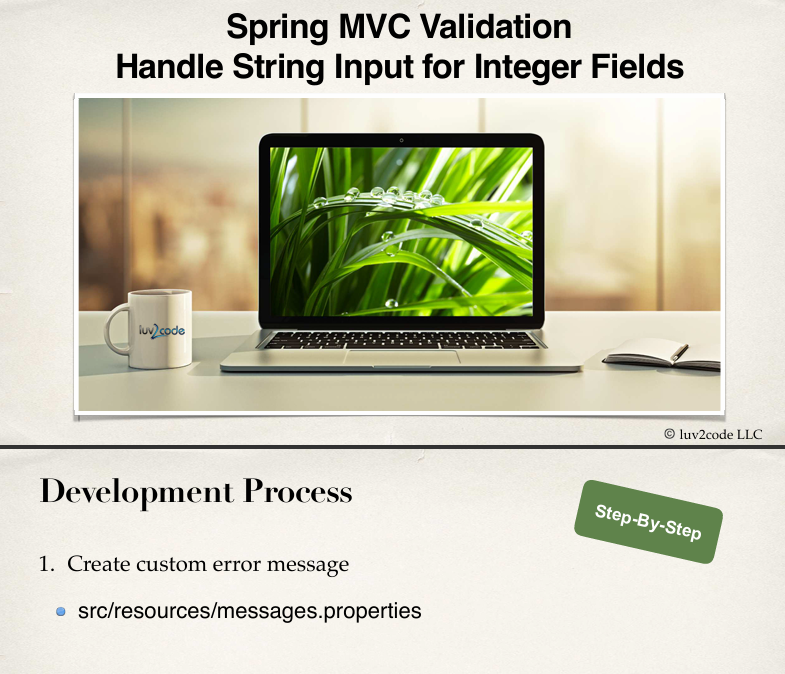 Spring MVC Validation
Handle String Input for Integer Fields
luv2code
© luv2code LLC
Development Process
Step-By-Step
1. Create custom error message
src/resources/messages.properties